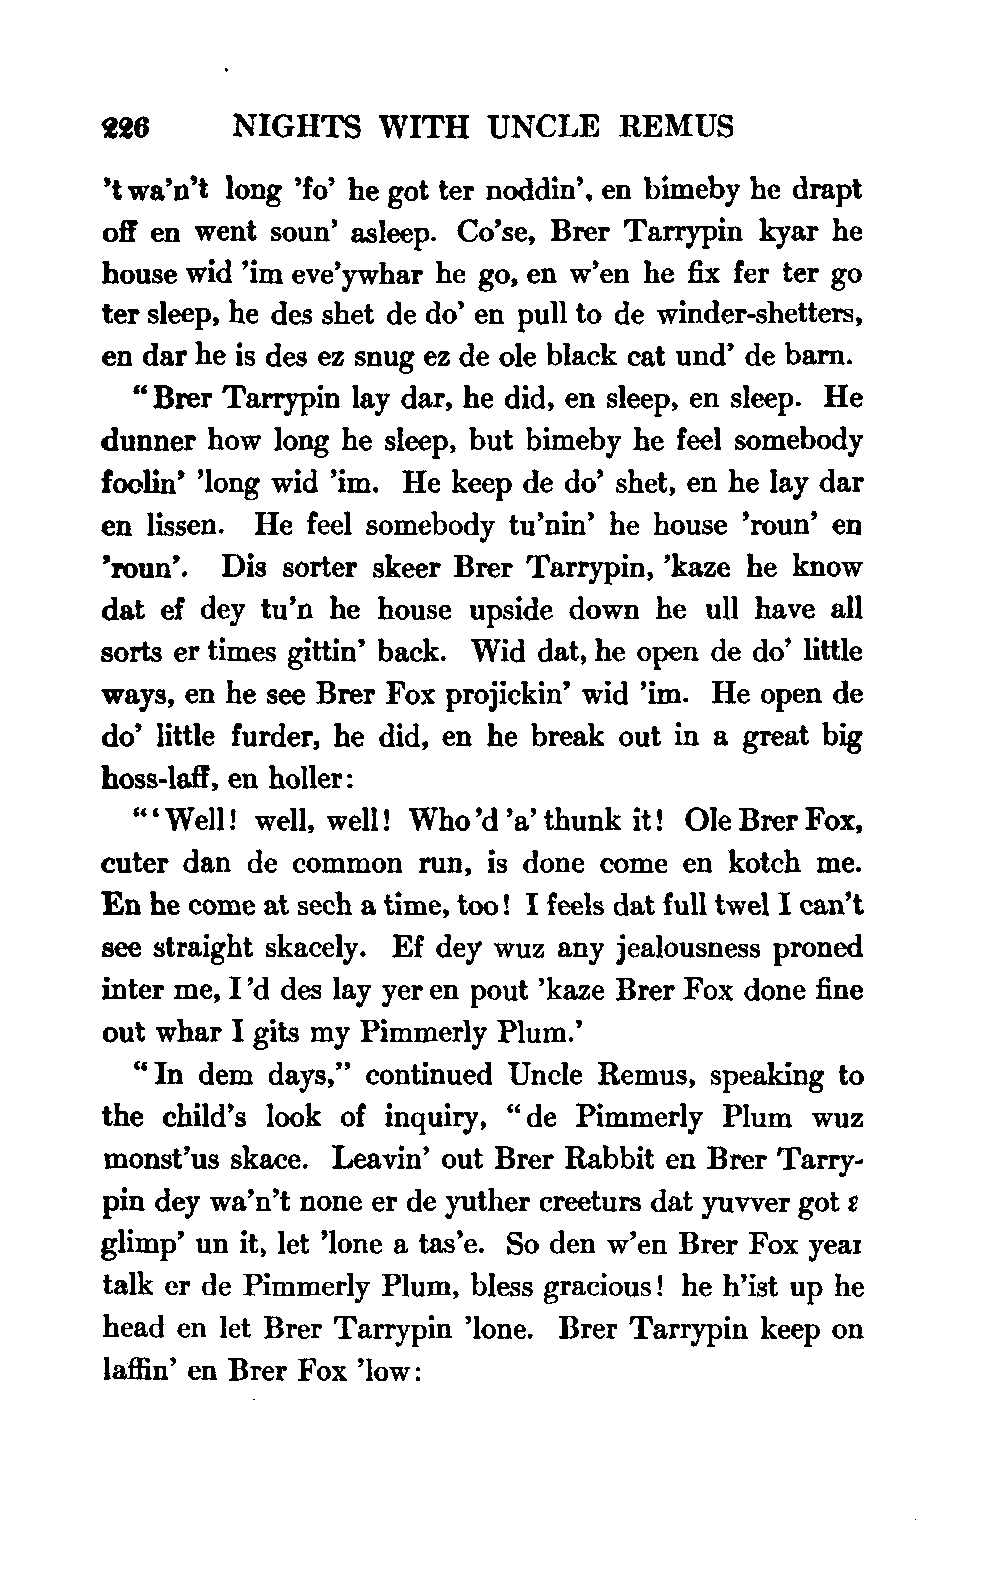 226 NIGHTS WITH UNCLE REMUS
't wa'n't long 'fo' he got ter noddin', en bimeby he drapt
off en went soun' asleep. Co'se, Brer Tarrypin kyar he
house wid 'im eve'ywhar he go, en w'en he fix fer ter go
ter sleep, he des shet de do' en pull to de winder-shetters,
en dar he is des ez snug ez de ole black cat und' de barn.
"Brer Tarrypin lay dar, he did, en sleep, en sleep. He
dunner how long he sleep, but bimeby he feel somebody
foolin' 'long wid 'im. He keep de do' shet, en he lay dar
en lissen. He feel somebody tu'nin' he house 'roun' en
'roun'. Dis sorter skeer Brer Tarrypin, 'kaze he know
dat ef dey tu'n he house upside down he ull have all
sorts er times gittin' back. Wid dat, he open de do' little
ways, en he see Brer Fox projickin' wid 'im. He open de
do' little furder, he did, en he break out in a great big
hoss-laff, en holler:
"'Well! well, well! Who'd 'a' thunk it! Ole Brer Fox,
cuter dan de common run, is done come en kotch me.
En he come at sech a time, too! I feels dat full twel I can't
see straight skacely. Ef dey wuz any jealousness proned
inter me, I'd des lay yer en pout 'kaze Brer Fox done fine
out whar I gits my Pimmerly Plum.'
"In dem days," continued Uncle Remus, speaking to
the child's look of inquiry, "de Pimmerly Plum wuz
monst'us skace. Leavin' out Brer Rabbit en Brer Tarry-
pin dey wa'n't none er de yuther creeturs dat yuvver got a
glimp' un it, let 'lone a tas'e. So den w'en Brer Fox year
talk er de Pimmerly Plum, bless gracious! he h'ist up he
head en let Brer Tarrypin 'lone. Brer Tarrypin keep on
laffin' en Brer Fox 'low: